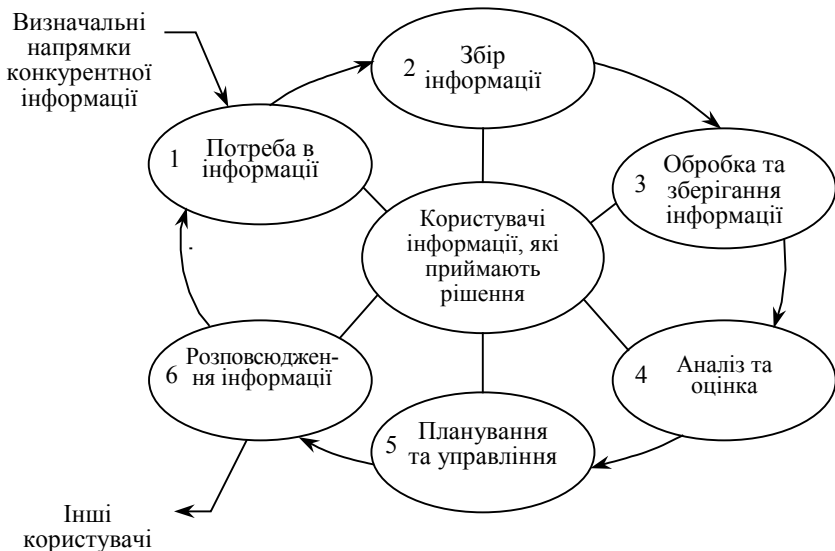 Визначальні
напрямки
конкурентної
інформації
1
Потреба в
інформації
2
Збір
інформації
3
Обробка та
зберігання
інформації
Користувачі
інформації, які
приймають
рішення
4
Аналіз та
оцінка
5
Планування
та управління
6
Розповсюджен-
ня інформації
Інші
користувачі